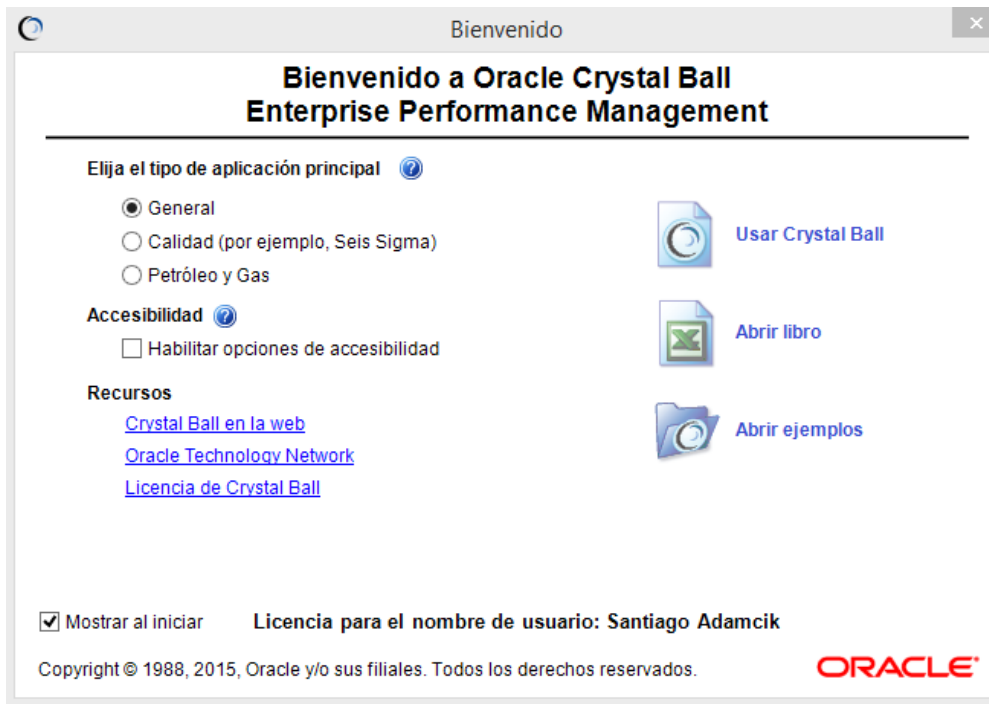 Bienvenido
Bienvenido a Oracle Crystal Ball
Enterprise Performance Management
Elija el tipo de aplicación principal
General
Calidad (por ejemplo, Seis Sigma)
Petróleo y Gas
Accesibilidad
Habilitar opciones de accesibilidad
Recursos
Crystal Ball en la web
Oracle Technology Network
Licencia de Crystal Ball
Usar Crystal Ball
Abrir libro
Abrir ejemplos
Mostrar al iniciar
Licencia para el nombre de usuario: Santiago Adamcik
Copyright © 1988, 2015, Oracle y/o sus filiales. Todos los derechos reservados.
ORACLE